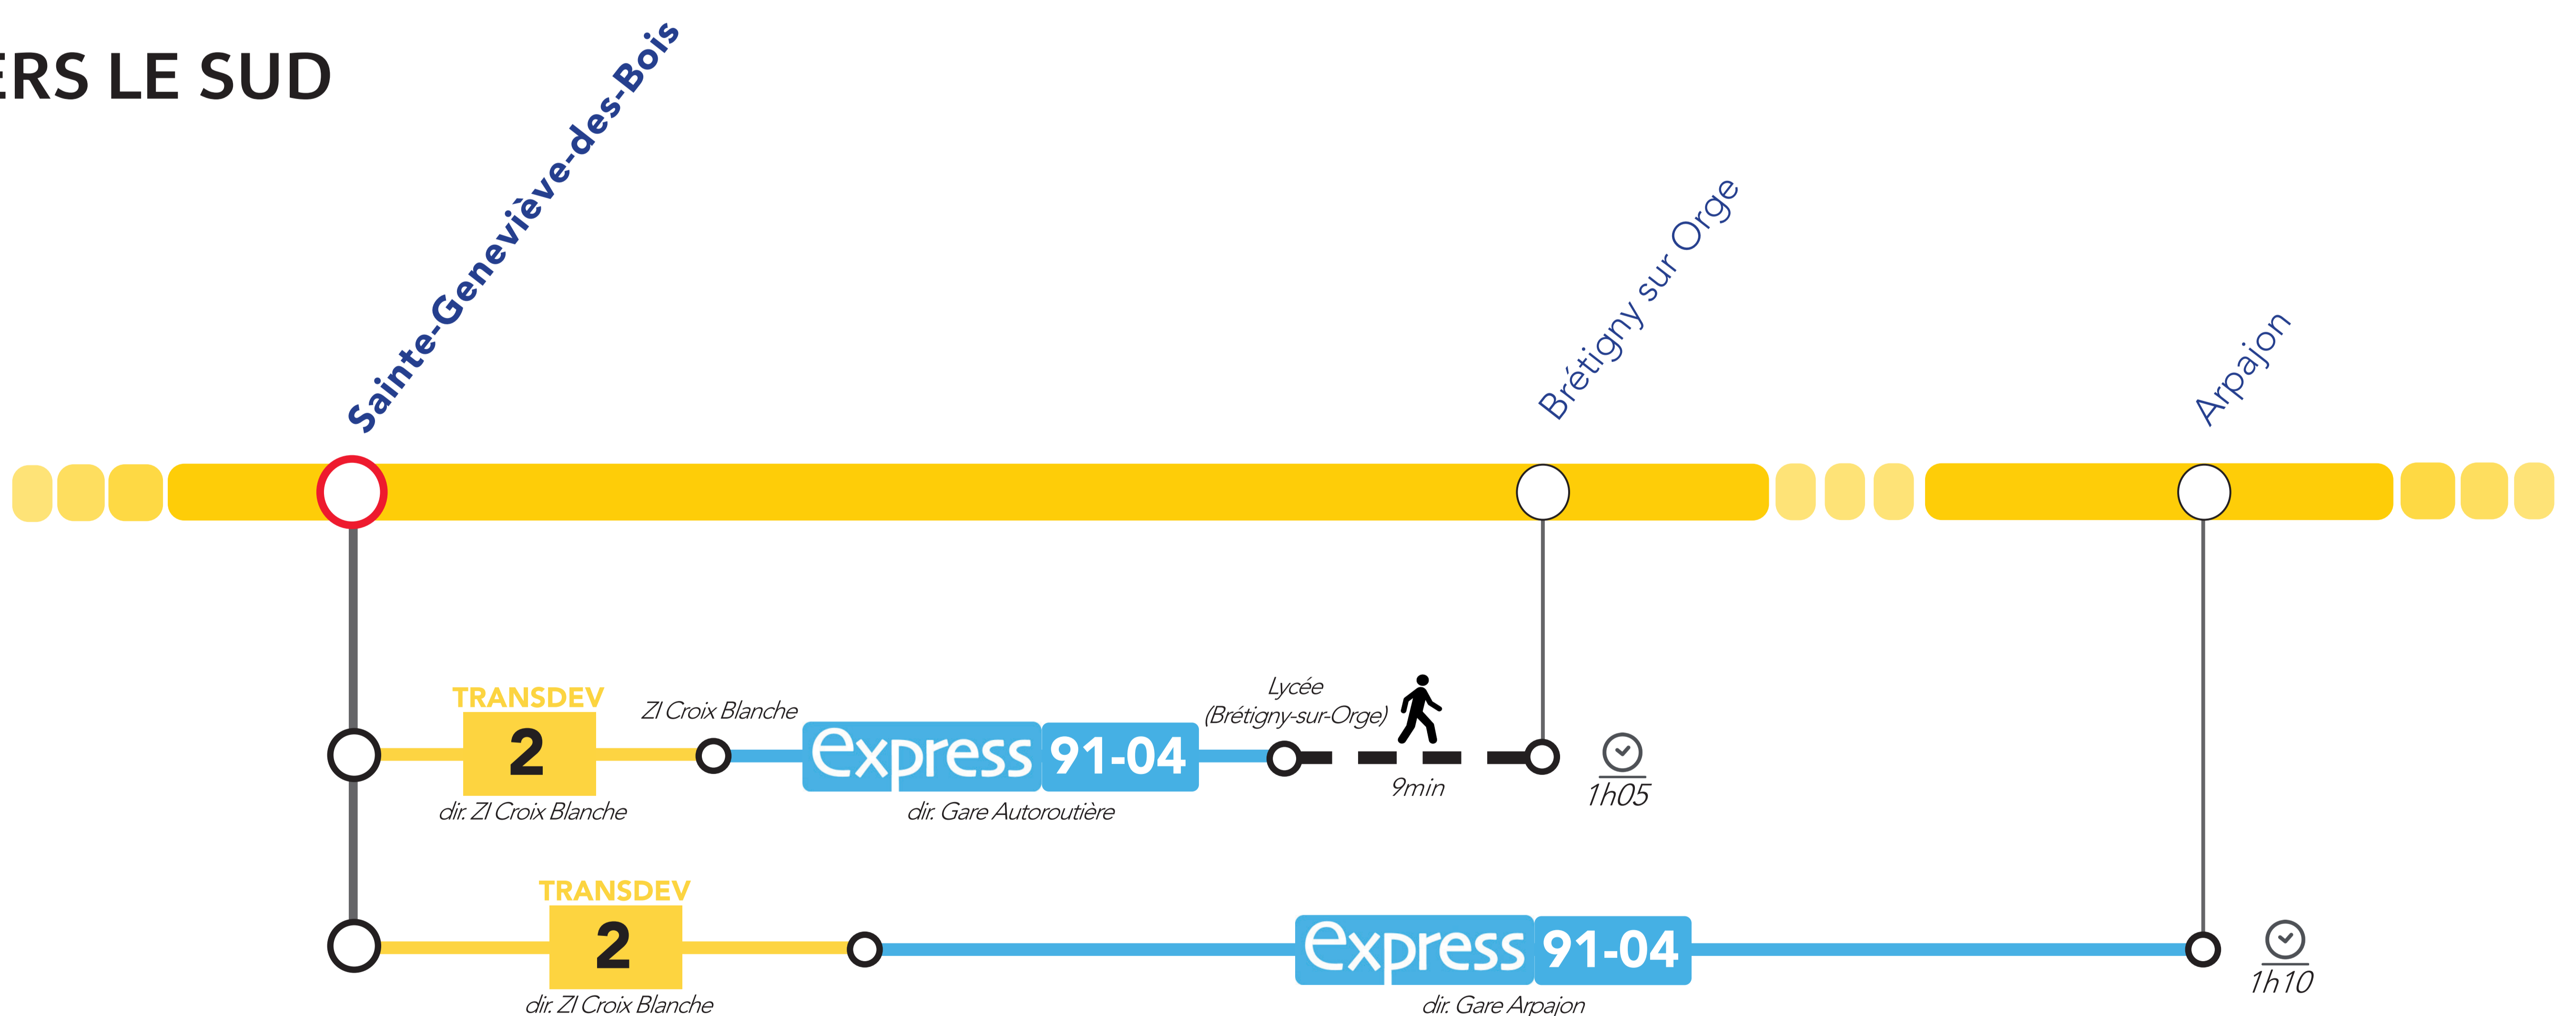 ERS LE SUD
Sainte-Geneviève-des-Bois
Brétigny sur Orge
Arpajon
TRANSDEV
2
dir. ZI Croix Blanche
ZI Croix Blanche
express 91-04
dir. Gare Autoroutière
Lycée
(Brétigny-sur-Orge)
9min
1h05
TRANSDEV
2
dir. ZI Croix Blanche
express 91-04
dir. Gare Arpajon
1h10